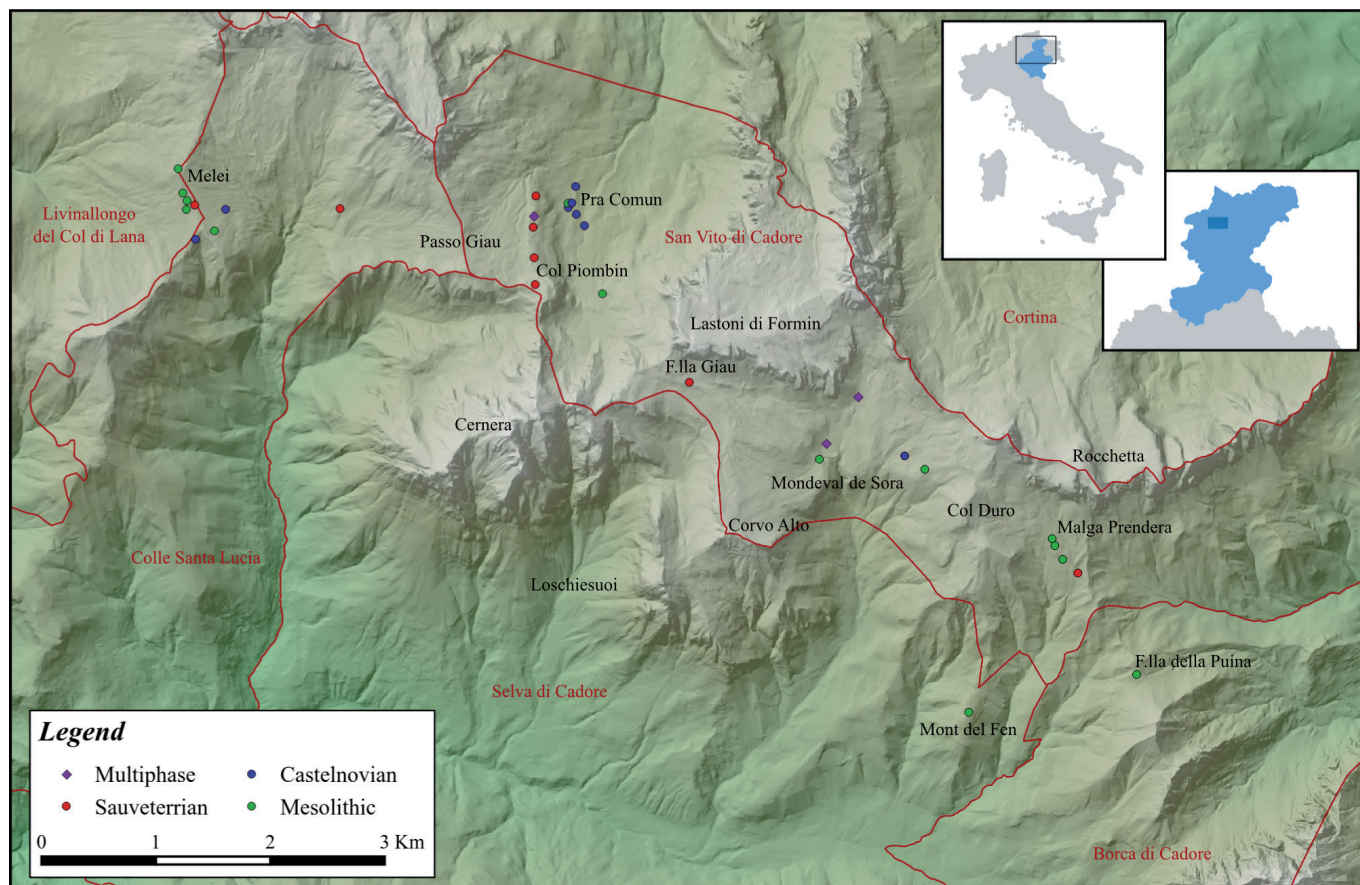 Melei
Livinallongo
del Col di Lana
Pra Comun
Passo Giau
San Vito di Cadore
Col Piombin
Lastoni di Formin
Cortina
F.lla Giau
Cernera
Rocchetta
Mondeval de Sora
Col Duro
Corvo Alto
Malga Prendera
Colle Santa Lucia
Loschiesuoi
F.lla della Puina
Selva di Cadore
Mont del Fen
Borca di Cadore
Legend
Multiphase
Castelnovian
Sauveterrian
Mesolithic
0 1 2 3 Km